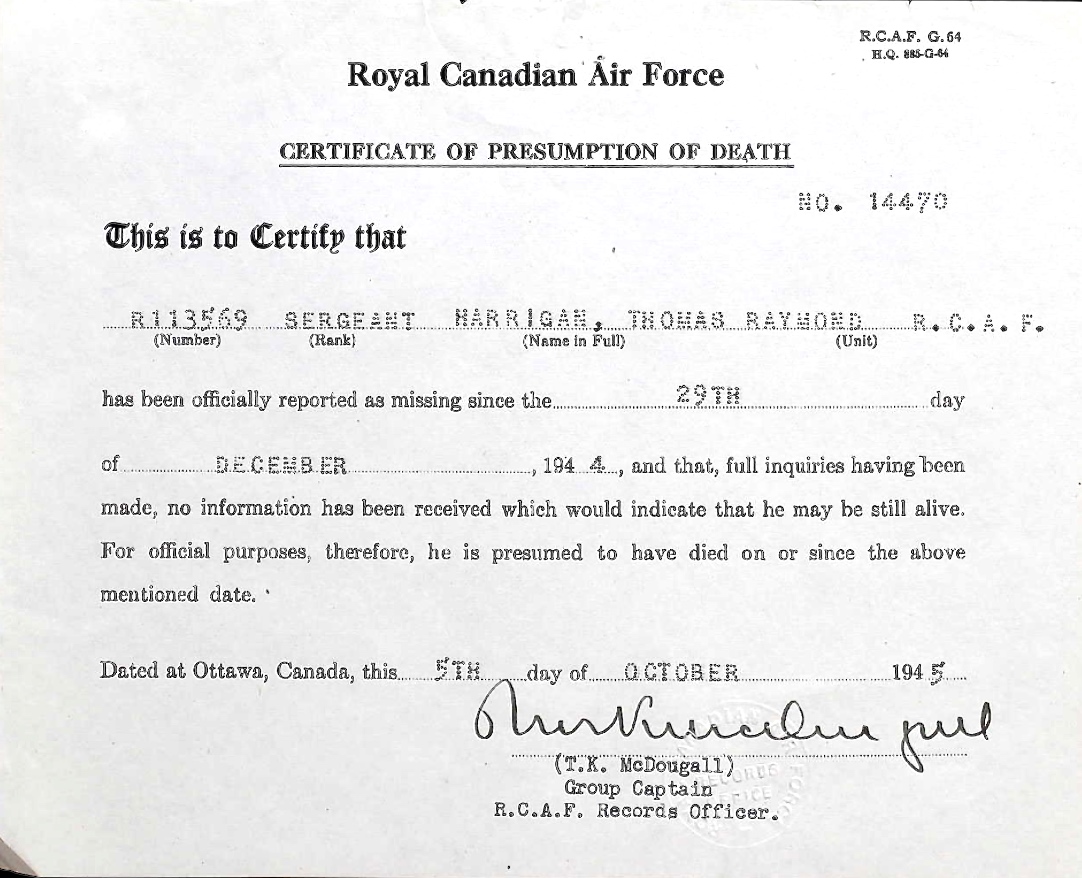 R.C.A.F. G.64
H.Q. 885-G-64
Royal Canadian Air Force
CERTIFICATE OF PRESUMPTION OF DEATH
NO. 14470
This is to Certify that
R113569 SERGEANT HARRIGAN, THOMAS RAYMOND R.C.A.F.
(Number) (Rank) (Name in Full) (Unit)
has been officially reported as missing since the 29TH day
of DECEMBER, 1944, and that, full inquiries having been
made, no information has been received which would indicate that he may be still alive.
For official purposes, therefore, he is presumed to have died on or since the above
mentioned date.
Dated at Ottawa, Canada, this 5TH day of OCTOBER 1945
(T.K. McDougall)
Group Captain
R.C.A.F. Records Officer.
RECORDS
OFFICE